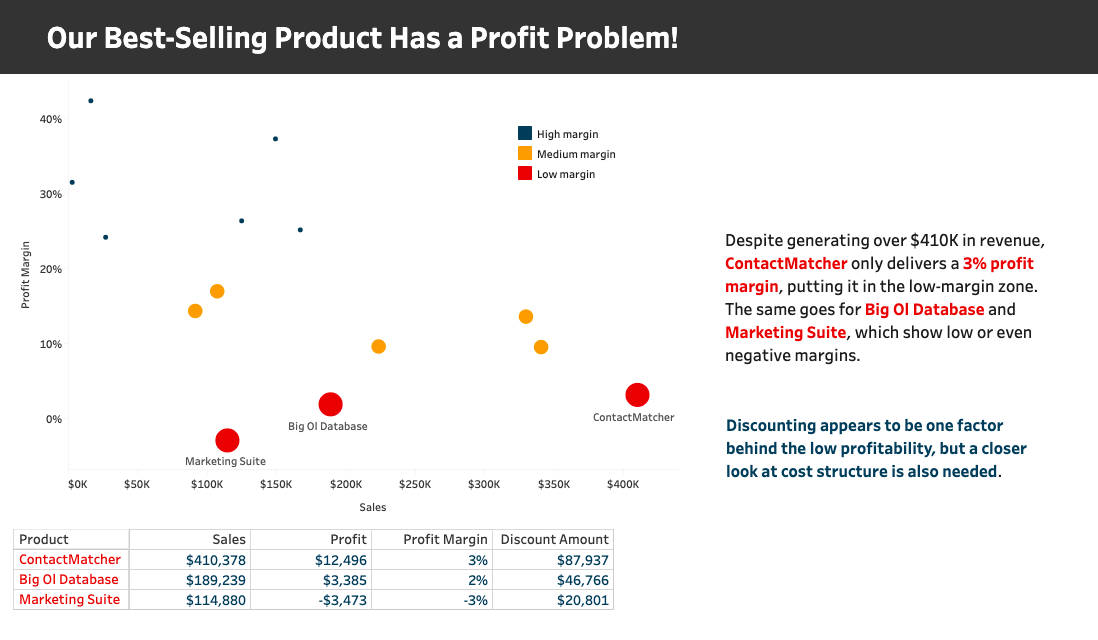 Our Best-Selling Product Has a Profit Problem!
40%
30%
20%
10%
0%
Profit Margin
High margin
Medium margin
Low margin
Big Ol Database
ContactMatcher
Marketing Suite
$0K $50K $100K $150K $200K $250K $300K $350K $400K
Sales
Despite generating over $410K in revenue,
ContactMatcher only delivers a 3% profit
margin, putting it in the low-margin zone.
The same goes for Big Ol Database and
Marketing Suite, which show low or even
negative margins.
Discounting appears to be one factor
behind the low profitability, but a closer
look at cost structure is also needed.
Product Sales Profit Profit Margin Discount Amount
ContactMatcher $410,378 $12,496 3% $87,937
Big Ol Database $189,239 $3,385 2% $46,766
Marketing Suite $114,880 -$3,473 -3% $20,801